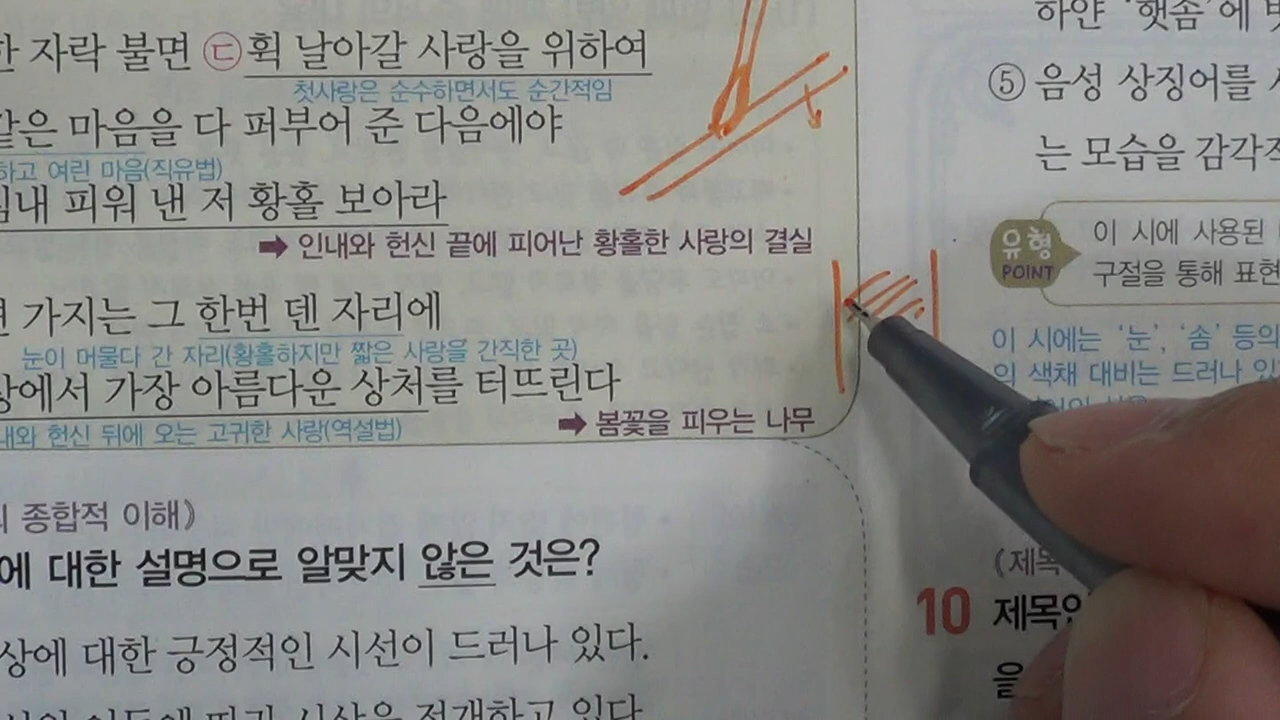 한 자락 불면 ㉢획 날아갈 사랑을 위하여
첫사랑은 순수하면서도 순간적임
같은 마음을 다 퍼부어 준 다음에야
하고 여린 마음(직유법)
내 피워 낸 저 황홀 보아라
➡ 인내와 헌신 끝에 피어난 황홀한 사랑의 결실
가지는 그 한번 덴 자리에
눈이 머물다 간 자리(황홀하지만 짧은 사랑을 간직한 곳)
상에서 가장 아름다운 상처를 터뜨린다
내와 헌신 뒤에 오는 고귀한 사랑(역설법)
➡ 봄꽃을 피우는 나무
종합적 이해》
에 대한 설명으로 알맞지 않은 것은?
상에 대한 긍정적인 시선이 드러나 있다.
하얀 '햇솜'에
⑤ 음성 상징어를
는 모습을 감각적
유형
POINT
이 시에 사용된
구절을 통해 표현
이 시에는 '눈', '솜' 등의
의 색채 대비는 드러나 있
(제목
10 제목인
을